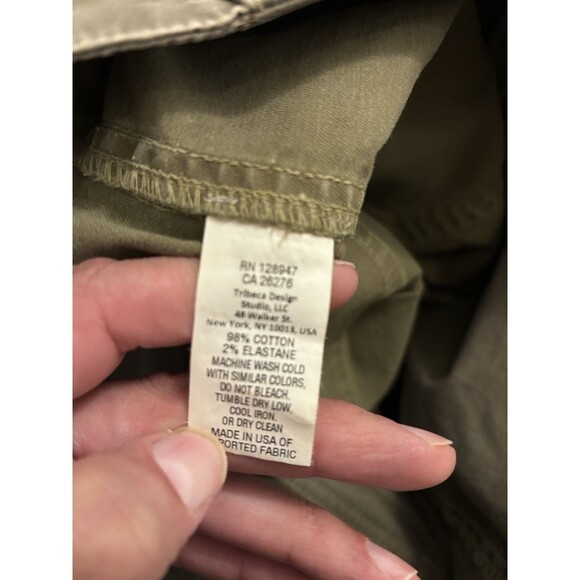 RN 128947
CA 26276
Tribeca Design
Studio, LLC
48 Walker St.
New York, NY 10013, USA
98% COTTON
2% ELASTANE
MACHINE WASH COLD
WITH SIMILAR COLORS,
DO NOT BLEACH.
TUMBLE DRY LOW,
COOL IRON.
OR DRY CLEAN
MADE IN USA OF
PORTED FABRIC